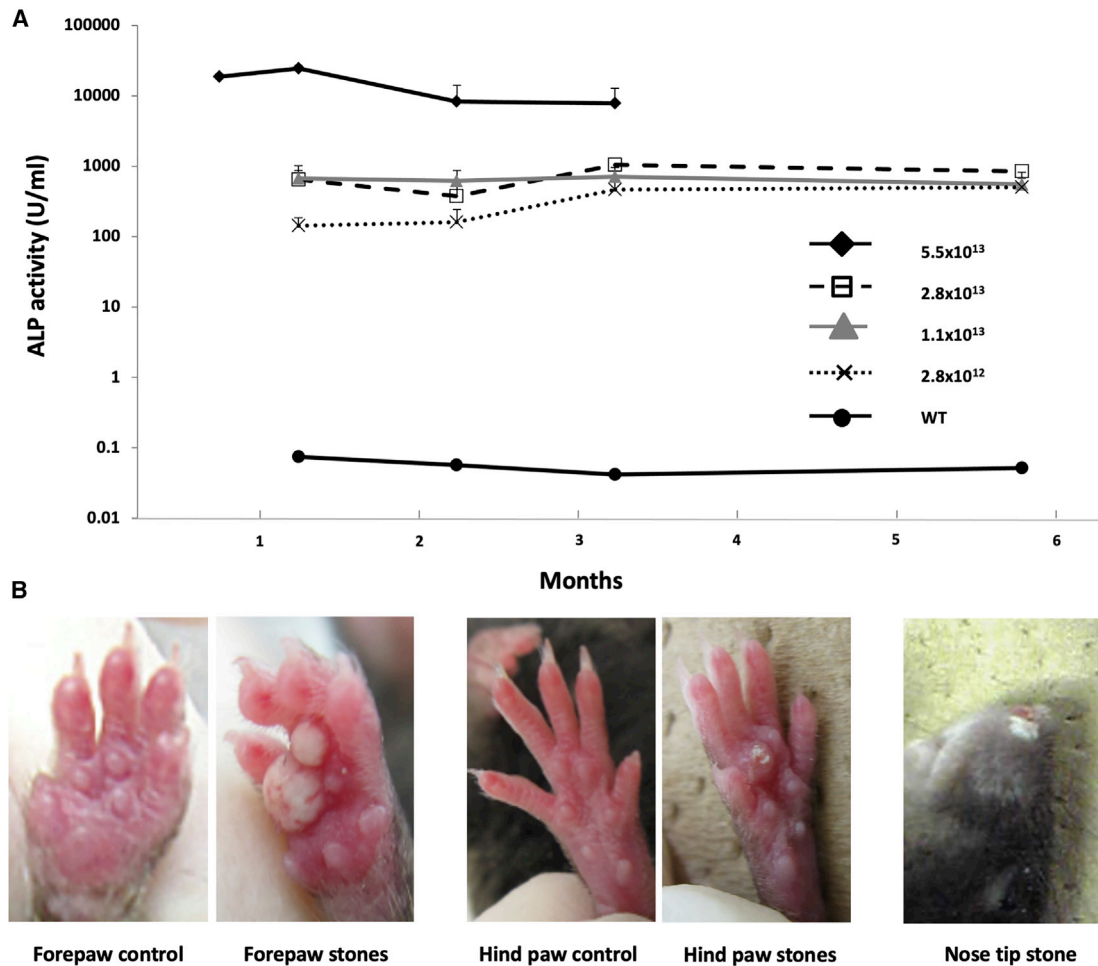 A
100000
10000
1000
100
10
1
0.1
0.01
ALP activity (U/ml)
5.5x10¹³
2.8x10¹³
1.1x10¹³
2.8x10¹²
WT
1 2 3 4 5 6
Months
B
Forepaw control Forepaw stones Hind paw control Hind paw stones Nose tip stone